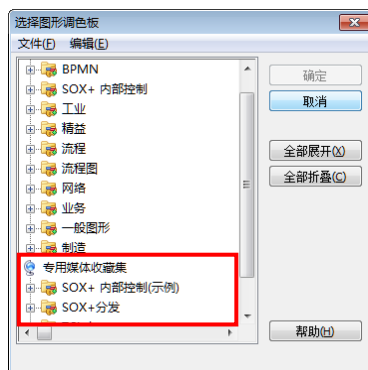 选择图形调色板
文件(F) 编辑(E)
BPMN
SOX+ 内部控制
工业
精益
流程
流程图
网络
业务
一般图形
制造
专用媒体收藏集
SOX+ 内部控制(示例)
SOX+分发
确定
取消
全部展开(X)
全部折叠(C)
帮助(H)